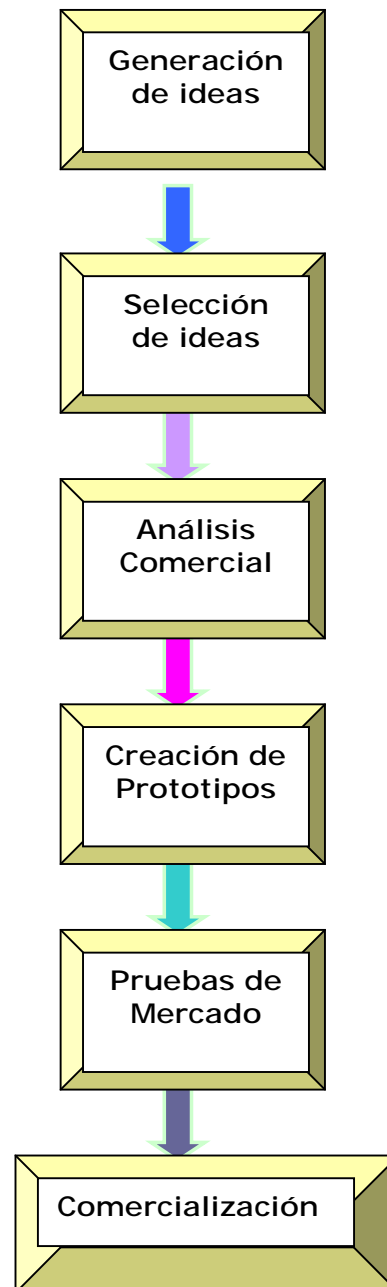 Generación
de ideas
Selección
de ideas
Análisis
Comercial
Creación de
Prototipos
Pruebas de
Mercado
Comercialización